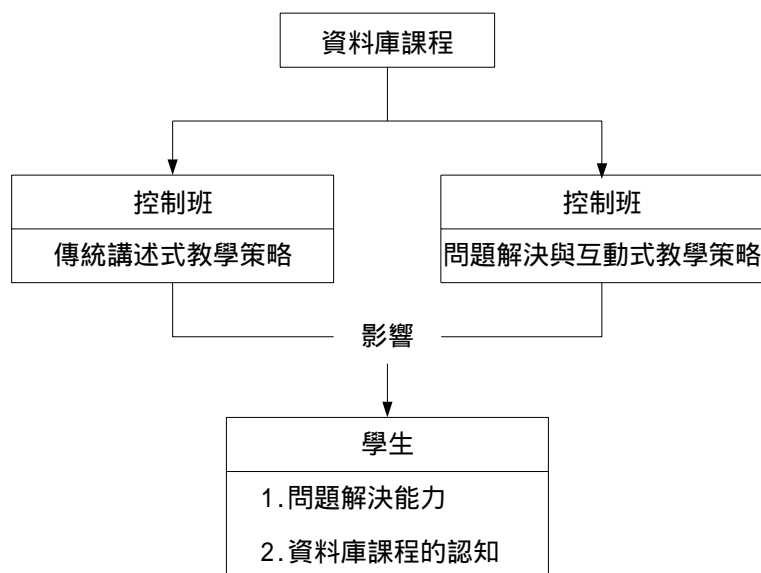 資料庫課程
控制班
傳統講述式教學策略
控制班
問題解決與互動式教學策略
影響
學生
1.問題解決能力
2.資料庫課程的認知